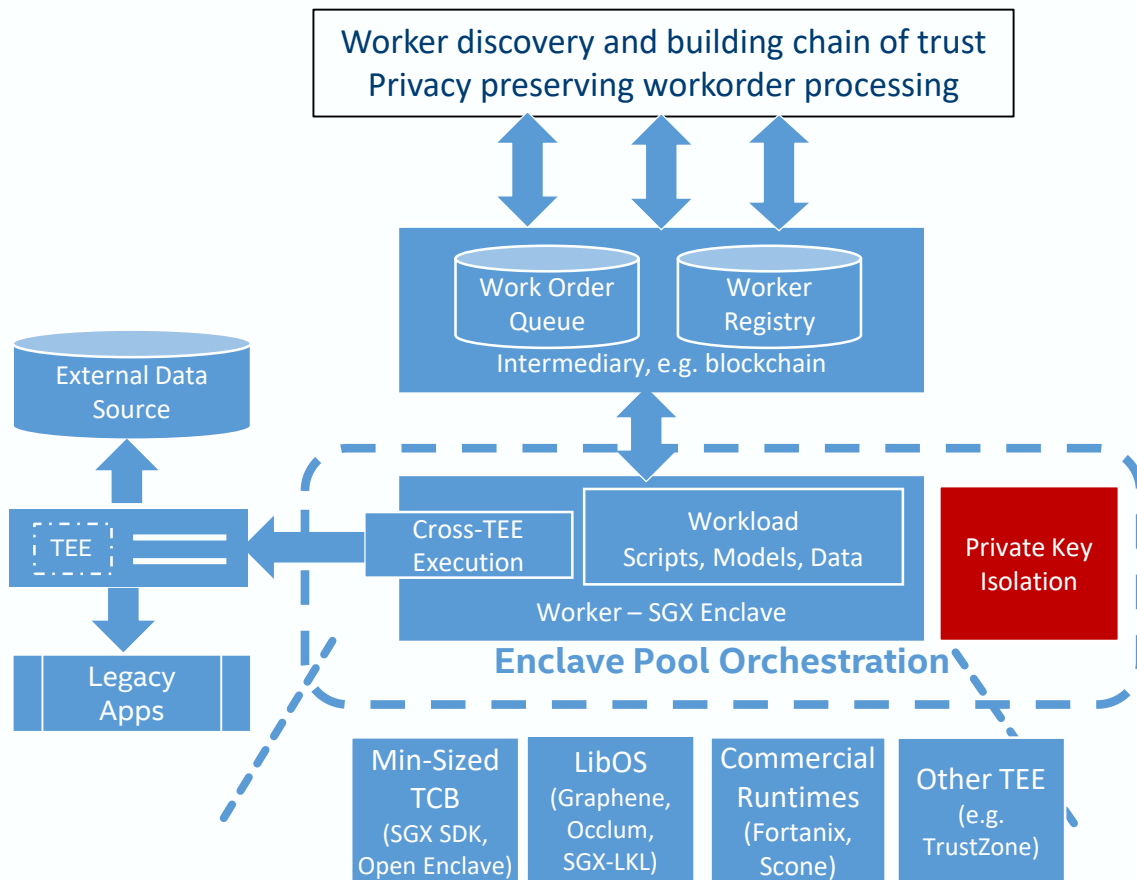 Worker discovery and building chain of trust
Privacy preserving workorder processing
Work Order
Queue
Worker
Registry
Intermediary, e.g. blockchain
External Data
Source
TEE
Legacy
Apps
Cross-TEE
Execution
Workload
Scripts, Models, Data
Worker – SGX Enclave
Private Key
Isolation
Enclave Pool Orchestration
Min-Sized
TCB
(SGX SDK,
Open Enclave)
LibOS
(Graphene,
Occlum,
SGX-LKL)
Commercial
Runtimes
(Fortanix,
Scone)
Other TEE
(e.g.
TrustZone)